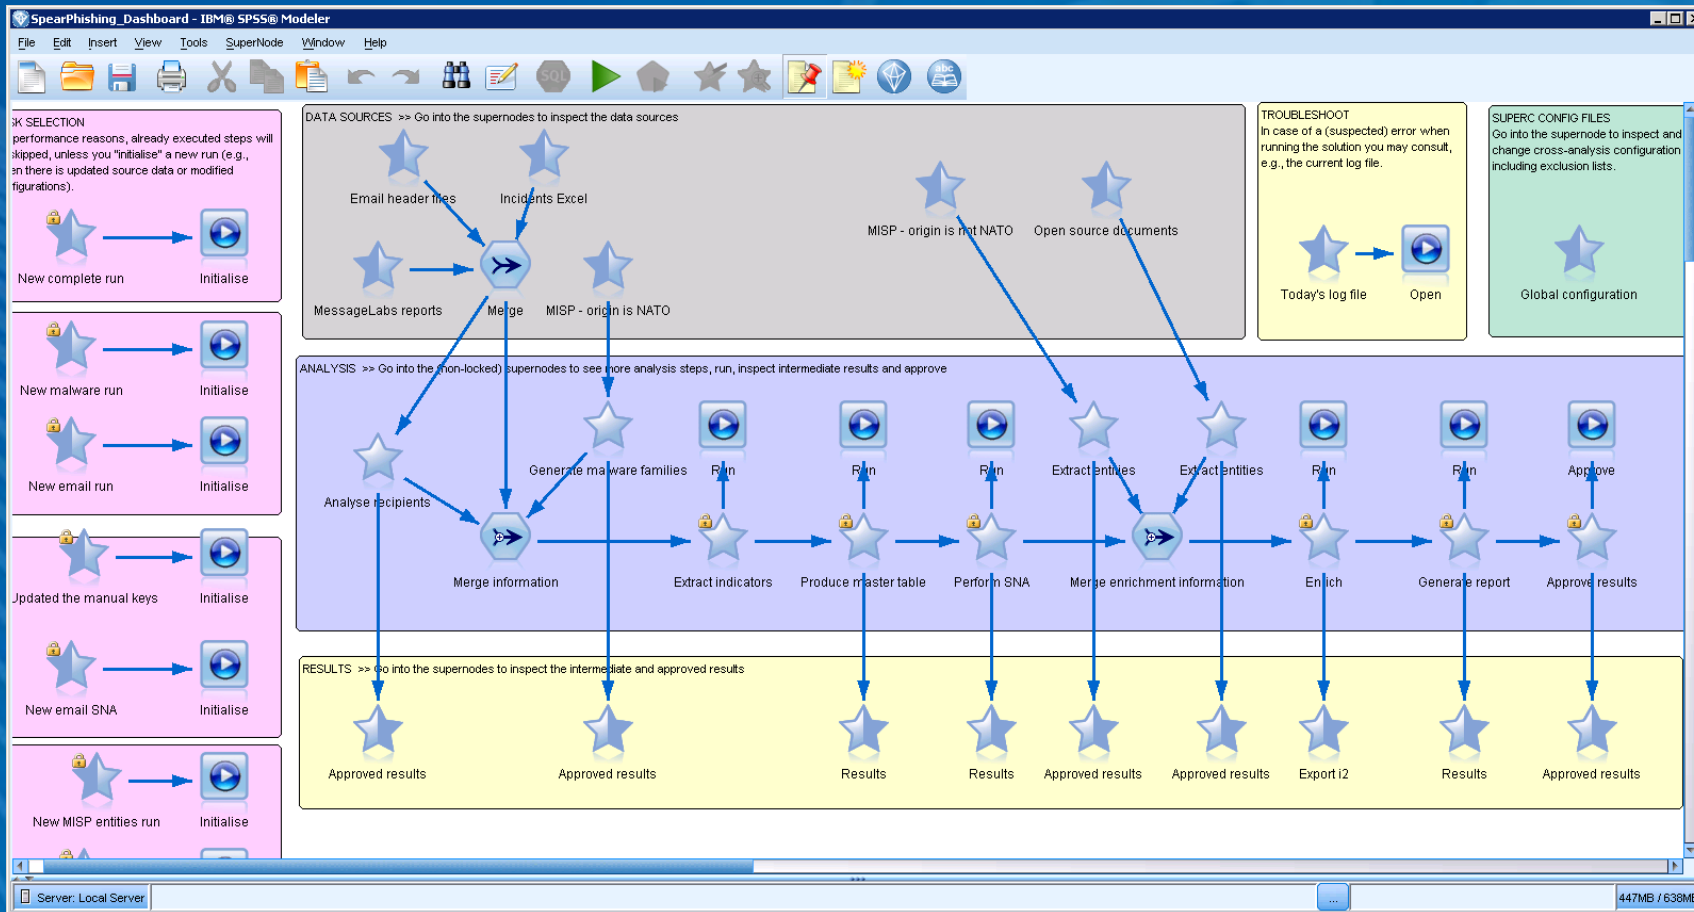 SpearPhishing_Dashboard - IBM® SPSS® Modeler
File Edit Insert View Tools SuperNode Window Help
SQL
abc
SK SELECTION
performance reasons, already executed steps will
skipped, unless you "initialise" a new run (e.g.,
en there is updated source data or modified
figurations).
New complete run
Initialise
New malware run
Initialise
New email run
Initialise
Updated the manual keys
Initialise
New email SNA
Initialise
New MISP entities run
Initialise
DATA SOURCES >> Go into the supernodes to inspect the data sources
Email header files
Incidents Excel
MISP - origin is not NATO
Open source documents
MessageLabs reports
Merge
MISP - origin is NATO
TROUBLESHOOT
In case of a (suspected) error when
running the solution you may consult,
e.g., the current log file.
Today's log file
Open
SUPERC CONFIG FILES
Go into the supernode to inspect and
change cross-analysis configuration
including exclusion lists.
Global configuration
ANALYSIS >> Go into the (non-locked) supernodes to see more analysis steps, run, inspect intermediate results and approve
Generate malware families
Run
Run
Run
Extract entities
Extract entities
Run
Run
Approve
Analyse recipients
Merge information
Extract indicators
Produce master table
Perform SNA
Merge enrichment information
Enrich
Generate report
Approve results
RESULTS >> Go into the supernodes to inspect the intermediate and approved results
Approved results
Approved results
Results
Results
Approved results
Approved results
Export i2
Results
Approved results
Server: Local Server
...
447MB / 638MB